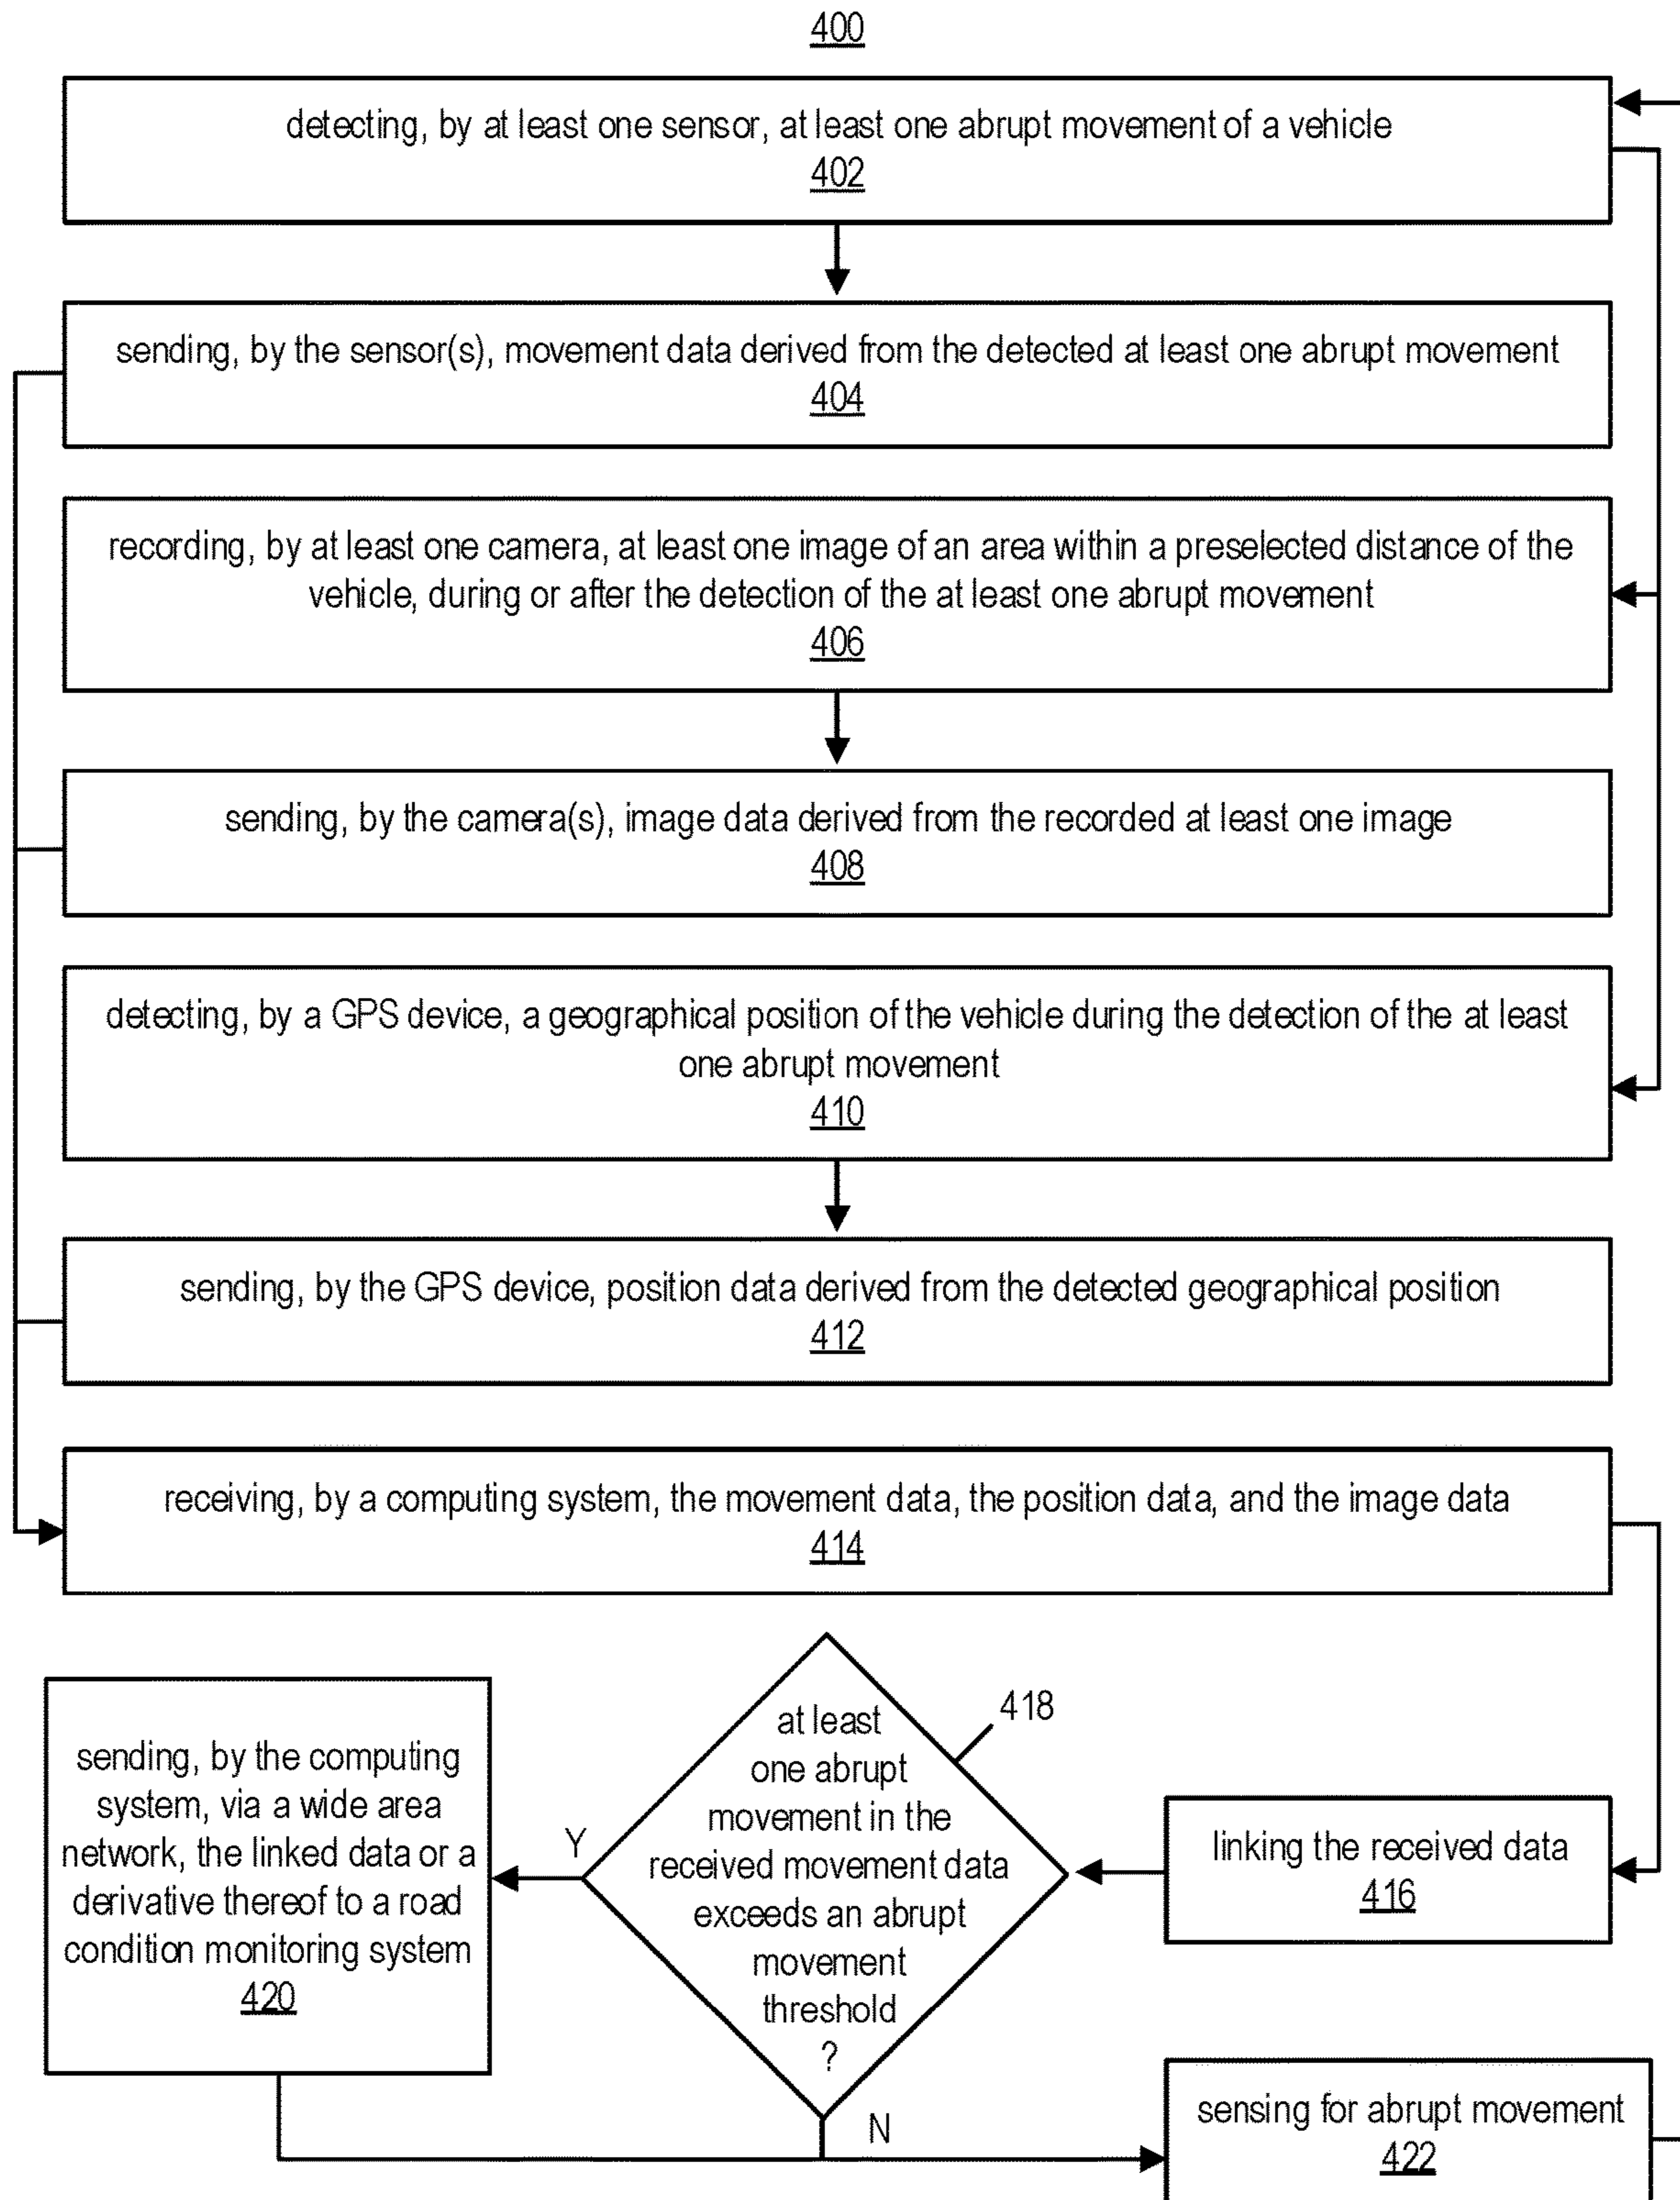 400
detecting, by at least one sensor, at least one abrupt movement of a vehicle
402
sending, by the sensor(s), movement data derived from the detected at least one abrupt movement
404
recording, by at least one camera, at least one image of an area within a preselected distance of the
vehicle, during or after the detection of the at least one abrupt movement
406
sending, by the camera(s), image data derived from the recorded at least one image
408
detecting, by a GPS device, a geographical position of the vehicle during the detection of the at least
one abrupt movement
410
sending, by the GPS device, position data derived from the detected geographical position
412
receiving, by a computing system, the movement data, the position data, and the image data
414
linking the received data
416
418
at least
one abrupt
movement in the
received movement data
exceeds an abrupt
movement
threshold
?
Y
sending, by the computing
system, via a wide area
network, the linked data or a
derivative thereof to a road
condition monitoring system
420
N
sensing for abrupt movement
422